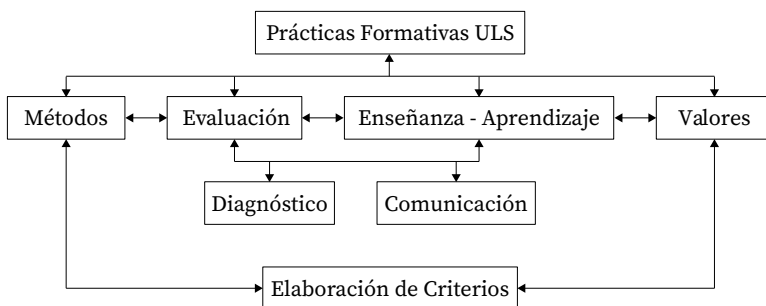 Prácticas Formativas ULS
Métodos
Evaluación
Enseñanza - Aprendizaje
Valores
Diagnóstico
Comunicación
Elaboración de Criterios